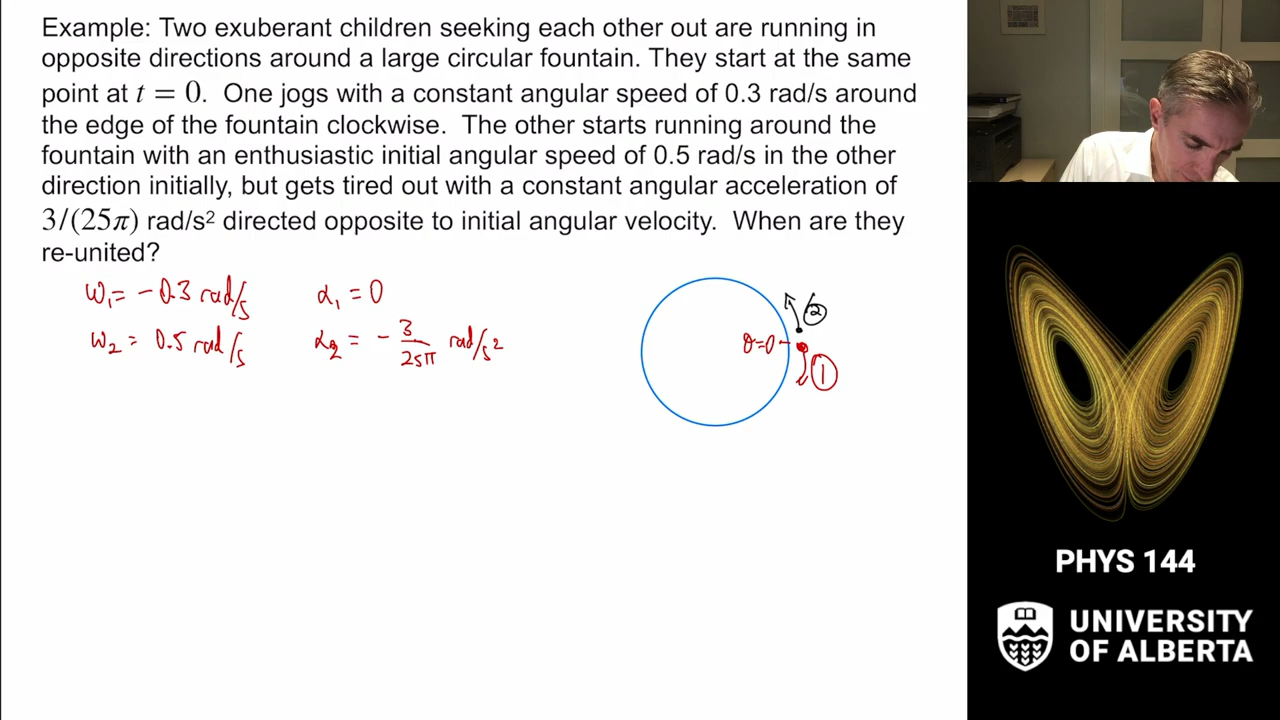 Example: Two exuberant children seeking each other out are running in
opposite directions around a large circular fountain. They start at the same
point at t = 0. One jogs with a constant angular speed of 0.3 rad/s around
the edge of the fountain clockwise. The other starts running around the
fountain with an enthusiastic initial angular speed of 0.5 rad/s in the other
direction initially, but gets tired out with a constant angular acceleration of
3/(25π) rad/s² directed opposite to initial angular velocity. When are they
re-united?
ω₁ = -0.3 rad/s α₁ = 0
ω₂ = 0.5 rad/s α₂ = - 3/25π rad/s²
②
θ=0
①
PHYS 144
UNIVERSITY
OF ALBERTA